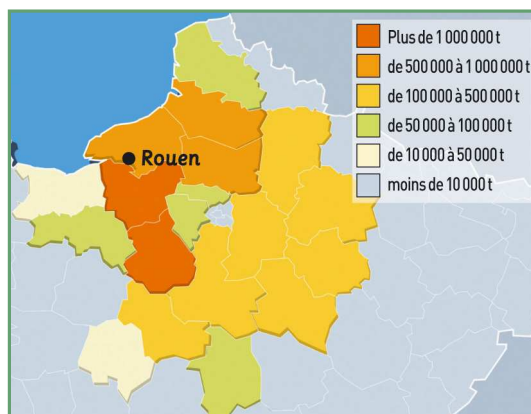 Plus de 1 000 000 t
de 500 000 à 1 000 000 t
de 100 000 à 500 000 t
de 50 000 à 100 000 t
de 10 000 à 50 000 t
moins de 10 000 t
Rouen